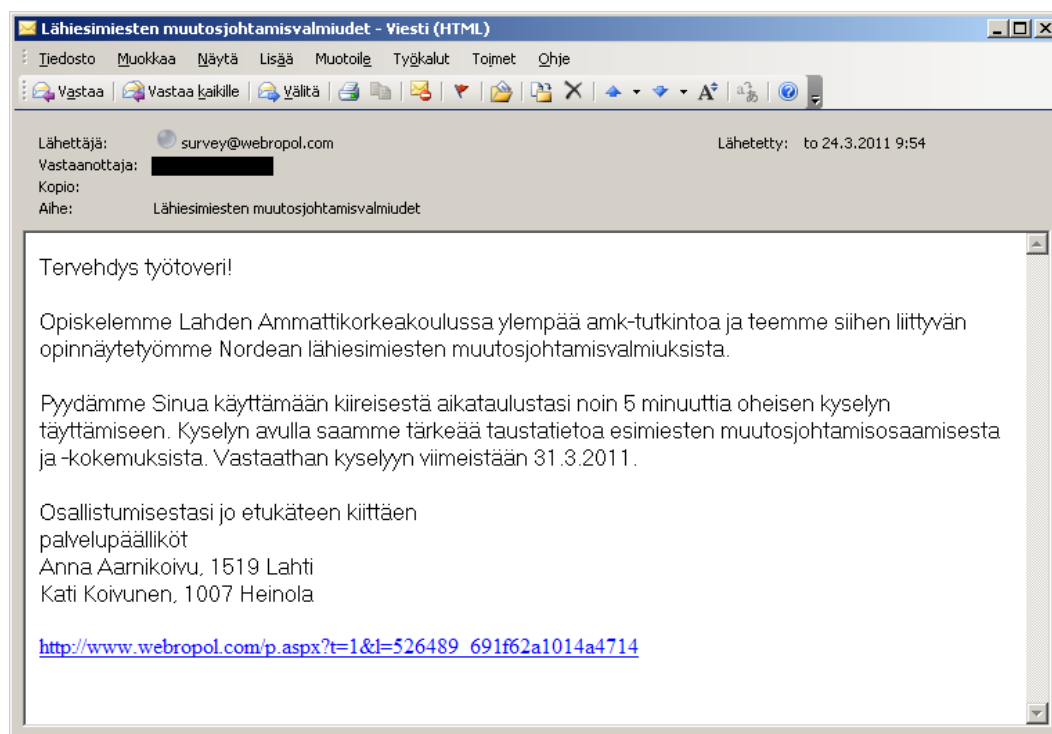 Lähiesimiesten muutosjohtamisvalmiudet - Viesti (HTML)
Tiedosto Muokkaa Näytä Lisää Muotoile Työkalut Toimet Ohje
Vastaa Vastaa kaikille Välitä
Lähettäjä: survey@webropol.com Lähetetty: to 24.3.2011 9:54
Vastaanottaja:
Kopio:
Aihe: Lähiesimiesten muutosjohtamisvalmiudet
Tervehdys työtoveri!
Opiskelemme Lahden Ammattikorkeakoulussa ylempää amk-tutkintoa ja teemme siihen liittyvän
opinnäytetyömme Nordean lähiesimiesten muutosjohtamisvalmiuksista.
Pyydämme Sinua käyttämään kiireisestä aikataulustasi noin 5 minuuttia oheisen kyselyn
täyttämiseen. Kyselyn avulla saamme tärkeää taustatietoa esimiesten muutosjohtamisosaamisesta
ja -kokemuksista. Vastaathan kyselyyn viimeistään 31.3.2011.
Osallistumisestasi jo etukäteen kiittäen
palvelupäälliköt
Anna Aarnikoivu, 1519 Lahti
Kati Koivunen, 1007 Heinola
http://www.webropol.com/p.aspx?t=1&l=526489_691f62a1014a4714